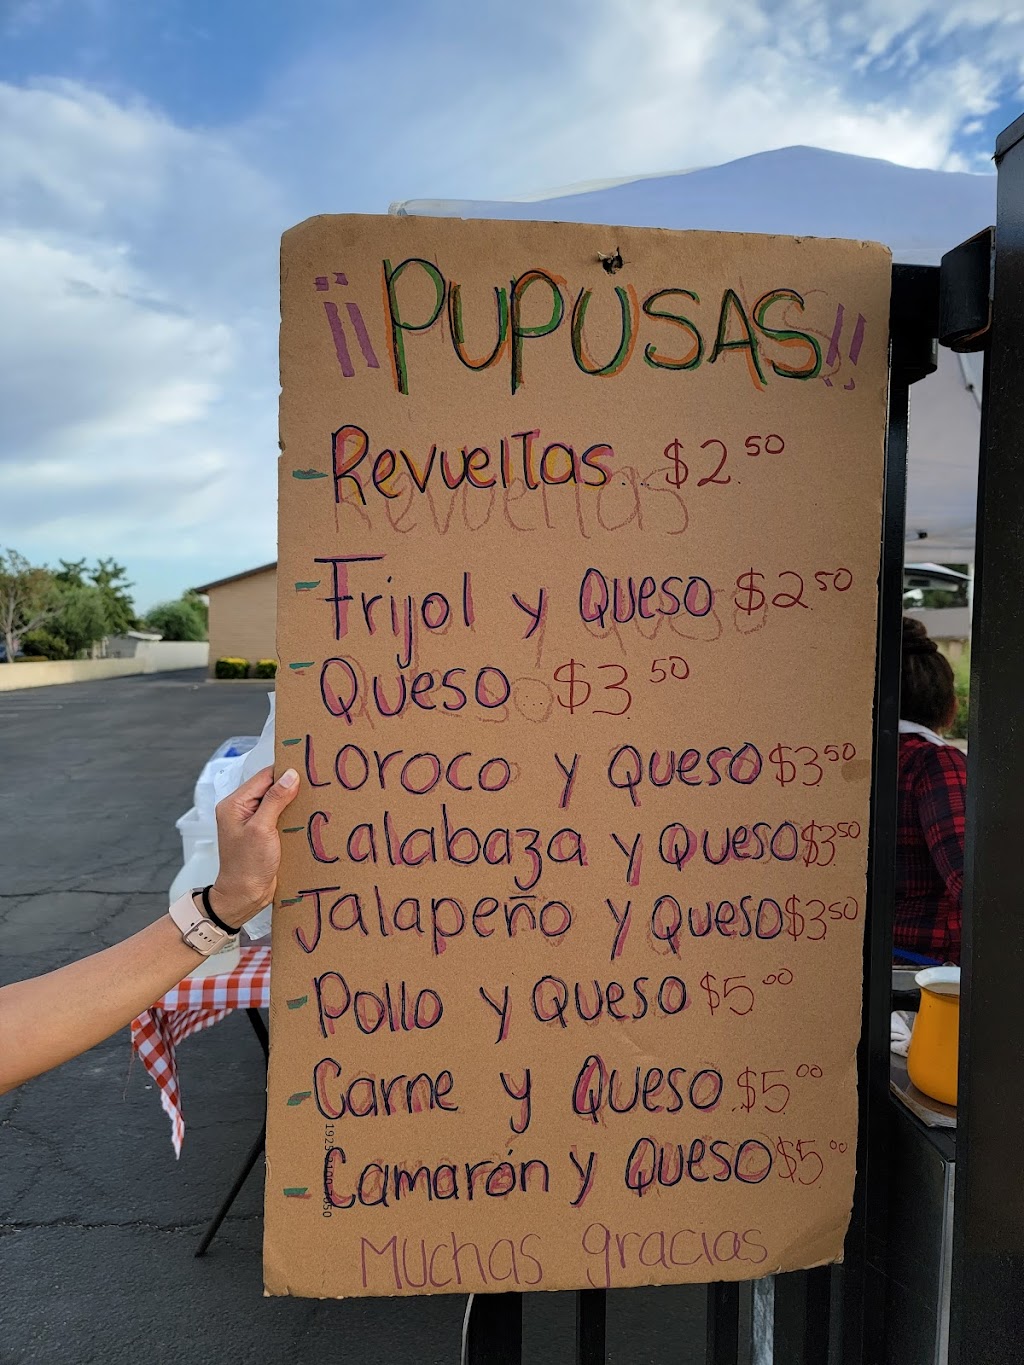 ¡¡PUPUSAS!!
- Revueltas... $2.50
Revueltas
- Frijol y Queso $2.50
- Queso... $3.50
- Loroco y Queso $3.50
- Calabaza y Queso $3.50
- Jalapeño y Queso $3.50
- Pollo y Queso $5.00
- Carne y Queso $5.00
- Camarón y Queso $5.00
Muchas gracias